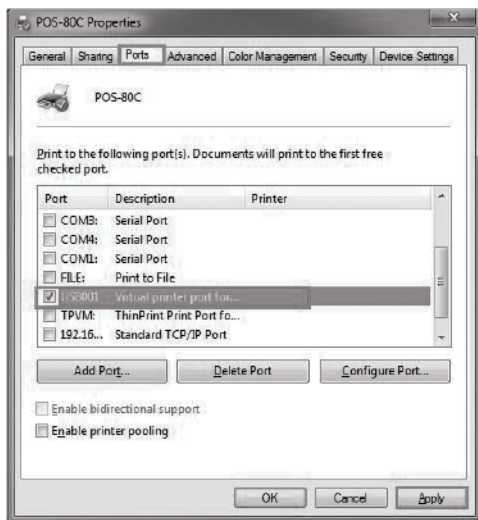 POS-80C Properties
X
General Sharing Ports Advanced Color Management Security Device Settings
POS-80C
Print to the following port(s). Documents will print to the first free
checked port.
Port Description Printer
COM3: Serial Port
COM4: Serial Port
COM1: Serial Port
FILE: Print to File
Virtual printer port for...
TPVM: ThinPrint Print Port fo...
192.16... Standard TCP/IP Port
Add Port... Delete Port Configure Port...
Enable bidirectional support
Enable printer pooling
OK Cancel Apply